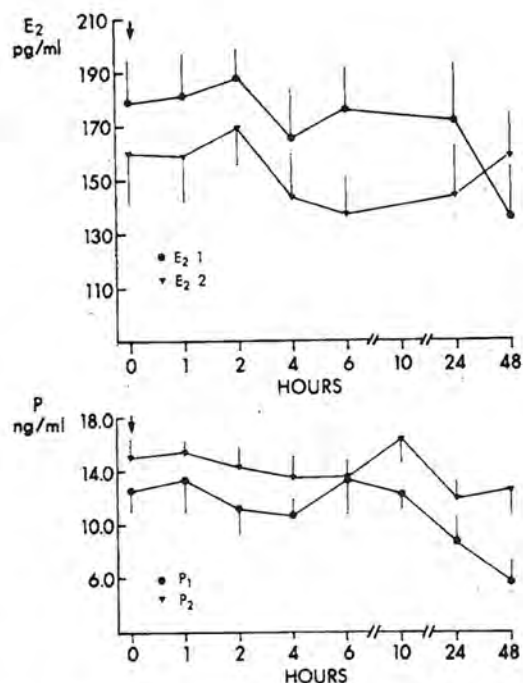 E₂
pg/ml
210
190
170
150
130
110
● E₂ 1
▼ E₂ 2
0 1 2 4 6 10 24 48
HOURS
P
ng/ml
18.0
14.0
10.0
6.0
● P₁
▼ P₂
0 1 2 4 6 10 24 48
HOURS